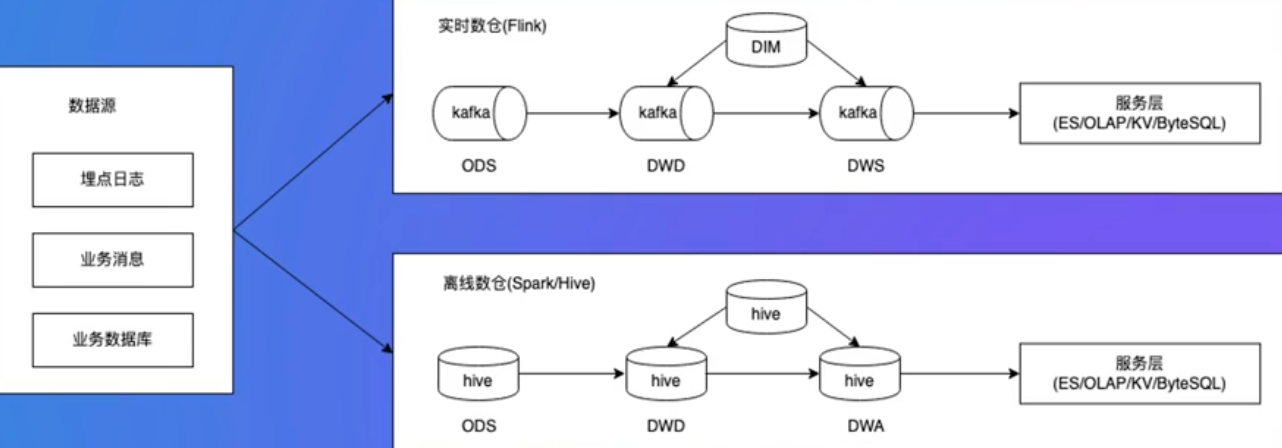 数据源
埋点日志
业务消息
业务数据库
实时数仓(Flink)
DIM
kafka
kafka
kafka
ODS
DWD
DWS
服务层
(ES/OLAP/KV/ByteSQL)
离线数仓(Spark/Hive)
hive
hive
hive
hive
ODS
DWD
DWA
服务层
(ES/OLAP/KV/ByteSQL)